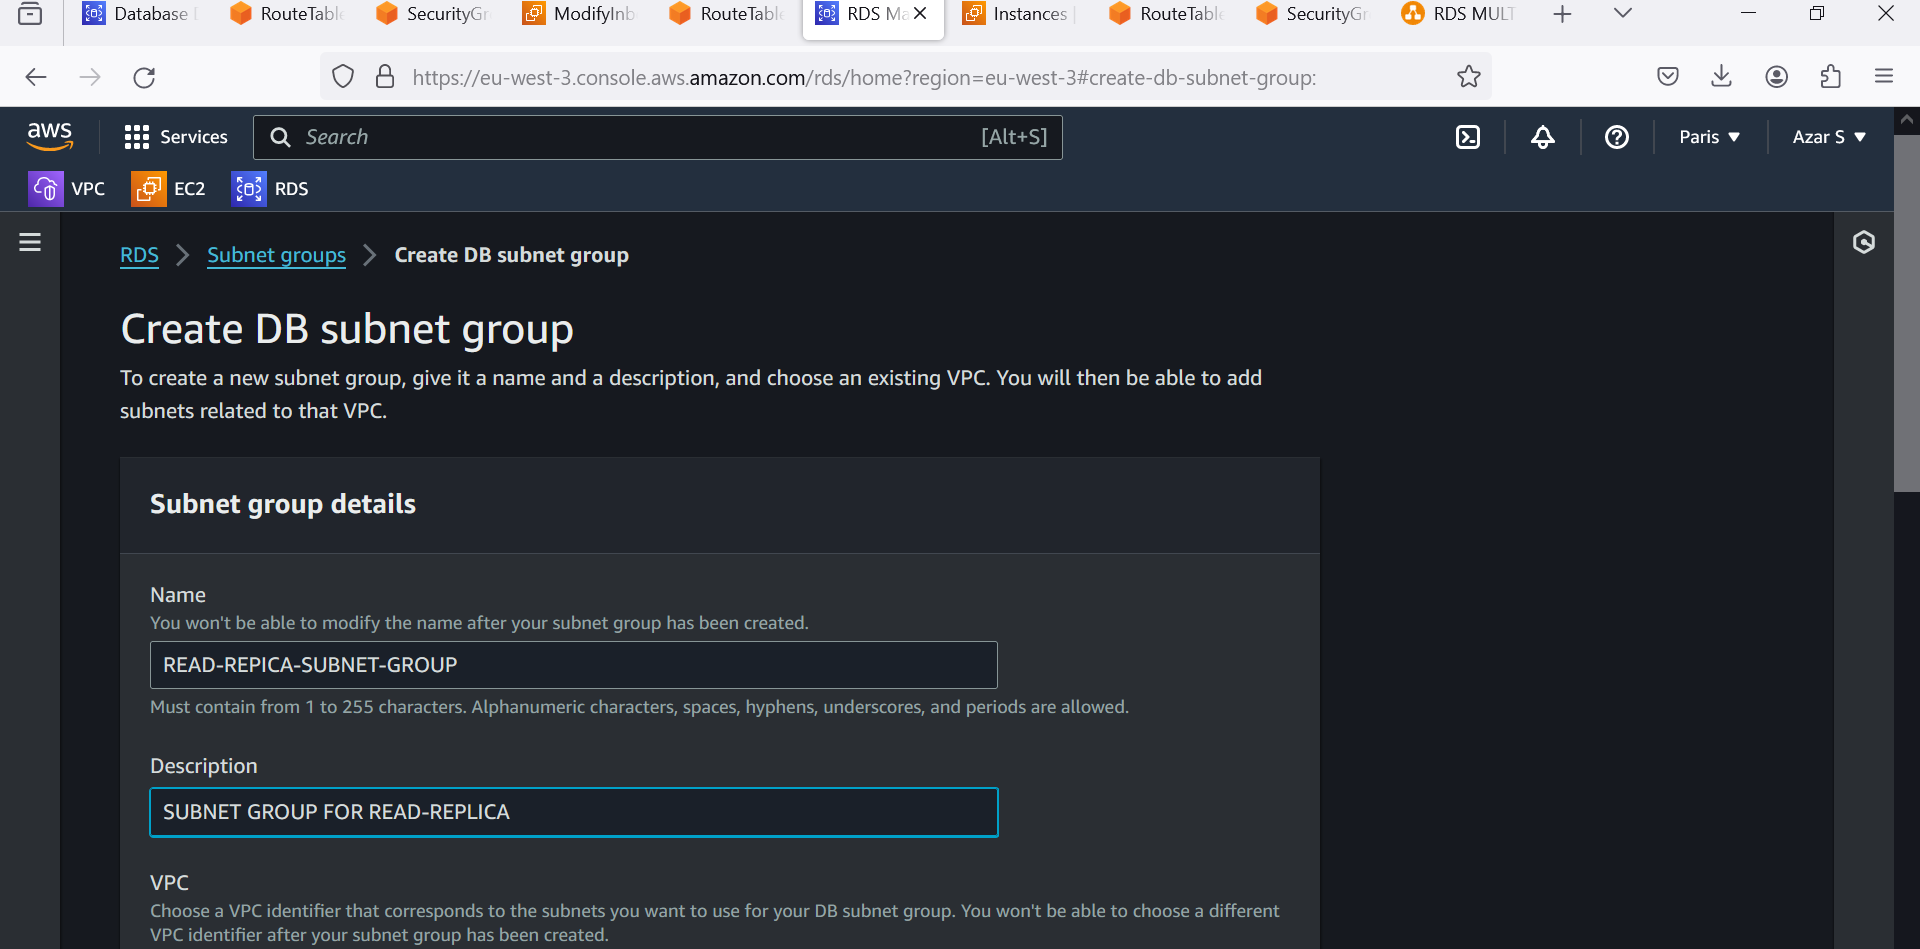 Database
RouteTabl
SecurityGr
ModifyInb
RouteTabl
RDS Ma
Instances
RouteTabl
SecurityGr
RDS MULT
https://eu-west-3.console.aws.amazon.com/rds/home?region=eu-west-3#create-db-subnet-group:
aws
Services
Search
[Alt+S]
Paris
Azar S
VPC
EC2
RDS
RDS > Subnet groups > Create DB subnet group
Create DB subnet group
To create a new subnet group, give it a name and a description, and choose an existing VPC. You will then be able to add
subnets related to that VPC.
Subnet group details
Name
You won't be able to modify the name after your subnet group has been created.
READ-REPICA-SUBNET-GROUP
Must contain from 1 to 255 characters. Alphanumeric characters, spaces, hyphens, underscores, and periods are allowed.
Description
SUBNET GROUP FOR READ-REPLICA
VPC
Choose a VPC identifier that corresponds to the subnets you want to use for your DB subnet group. You won't be able to choose a different
VPC identifier after your subnet group has been created.